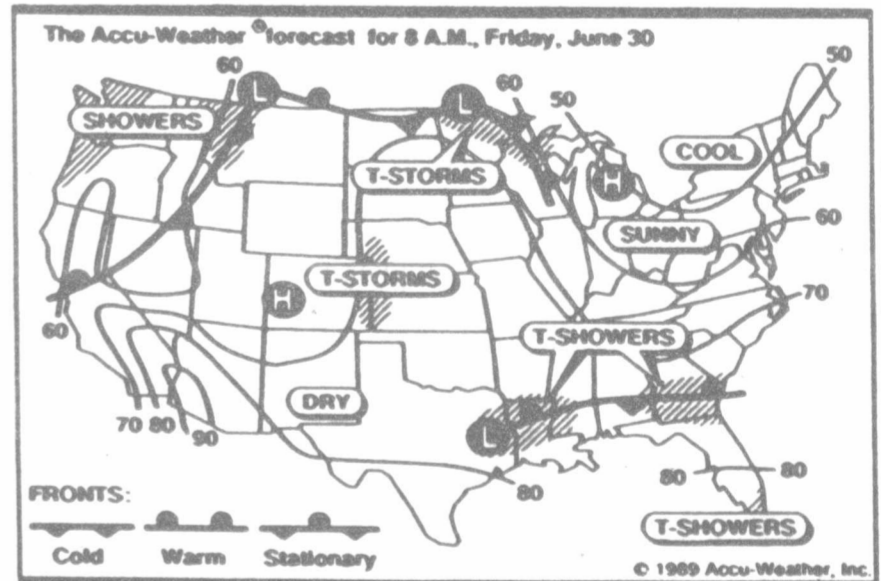 The Accu-Weather® forecast for 8 A.M., Friday, June 30
60
50
60
50
SHOWERS
L
L
COOL
T-STORMS
H
60
SUNNY
T-STORMS
H
70
60
T-SHOWERS
DRY
70 80 90
L
80
80 80
FRONTS:
T-SHOWERS
Cold Warm Stationary
© 1989 Accu-Weather, Inc.